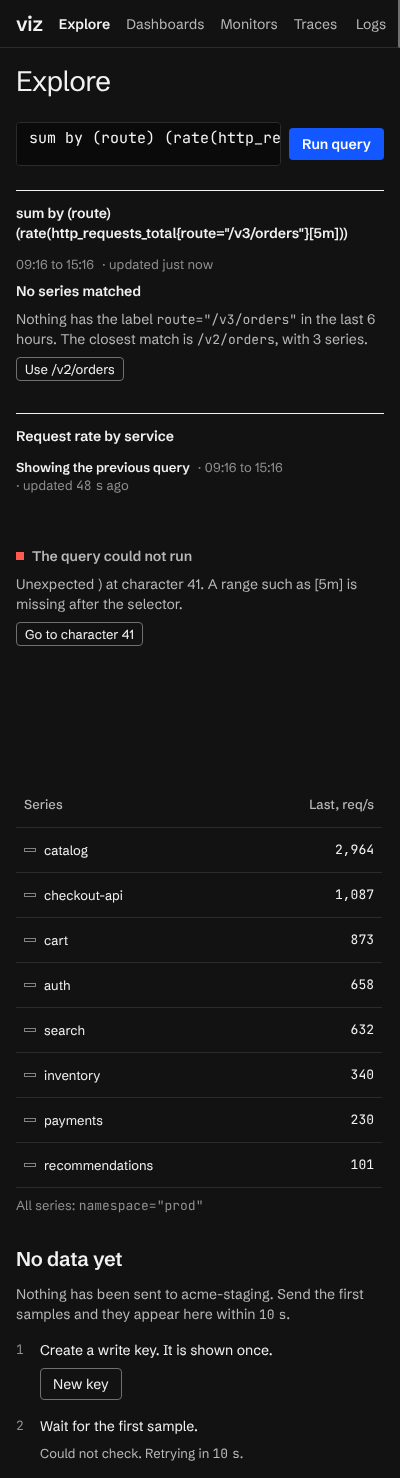 viz Explore Dashboards Monitors Traces Logs
Explore
sum by (route) (rate(http_re
Run query
sum by (route)
(rate(http_requests_total{route="/v3/orders"}[5m]))
09:16 to 15:16 · updated just now
No series matched
Nothing has the label route="/v3/orders" in the last 6
hours. The closest match is /v2/orders, with 3 series.
Use /v2/orders
Request rate by service
Showing the previous query · 09:16 to 15:16
· updated 48 s ago
The query could not run
Unexpected ) at character 41. A range such as [5m] is
missing after the selector.
Go to character 41
Series Last, req/s
catalog 2,964
checkout-api 1,087
cart 873
auth 658
search 632
inventory 340
payments 230
recommendations 101
All series: namespace="prod"
No data yet
Nothing has been sent to acme-staging. Send the first
samples and they appear here within 10 s.
1 Create a write key. It is shown once.
New key
2 Wait for the first sample.
Could not check. Retrying in 10 s.